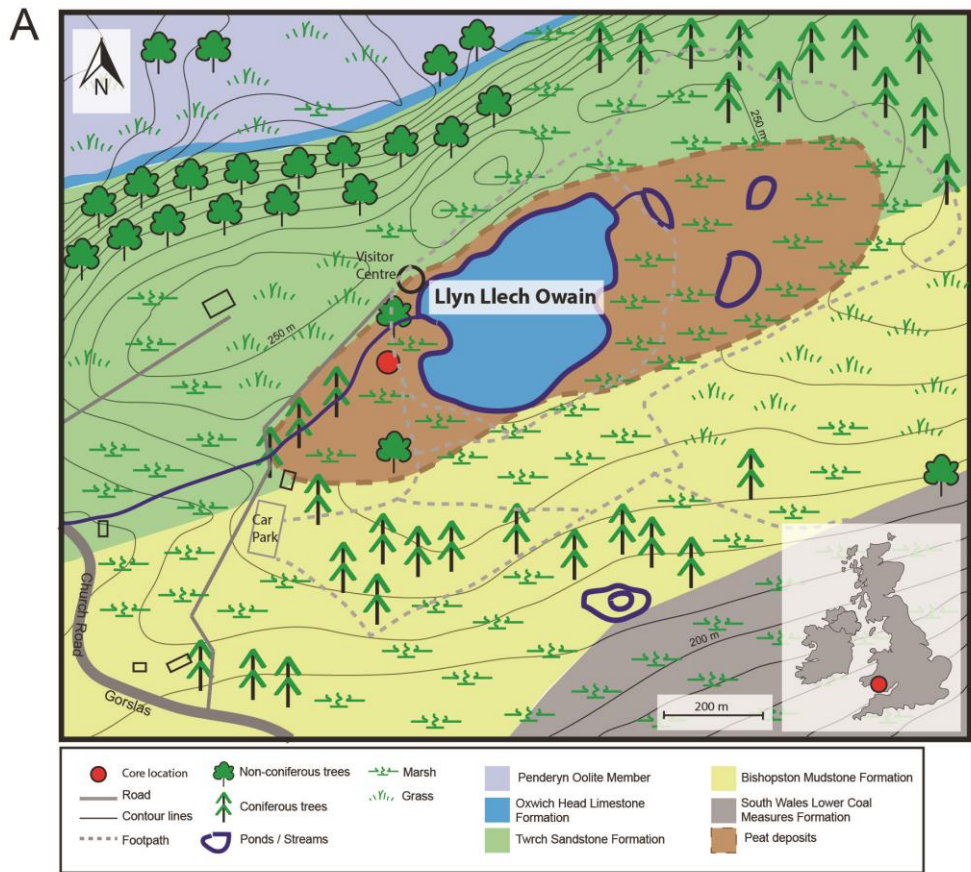 A
N
250 m
Visitor
Centre
Llyn Llech Owain
250 m
Car
Park
Church Road
Gorslas
200 m
200 m
Core location
Road
Contour lines
Footpath
Non-coniferous trees
Coniferous trees
Ponds / Streams
Marsh
Grass
Penderyn Oolite Member
Oxwich Head Limestone
Formation
Twrch Sandstone Formation
Bishopston Mudstone Formation
South Wales Lower Coal
Measures Formation
Peat deposits